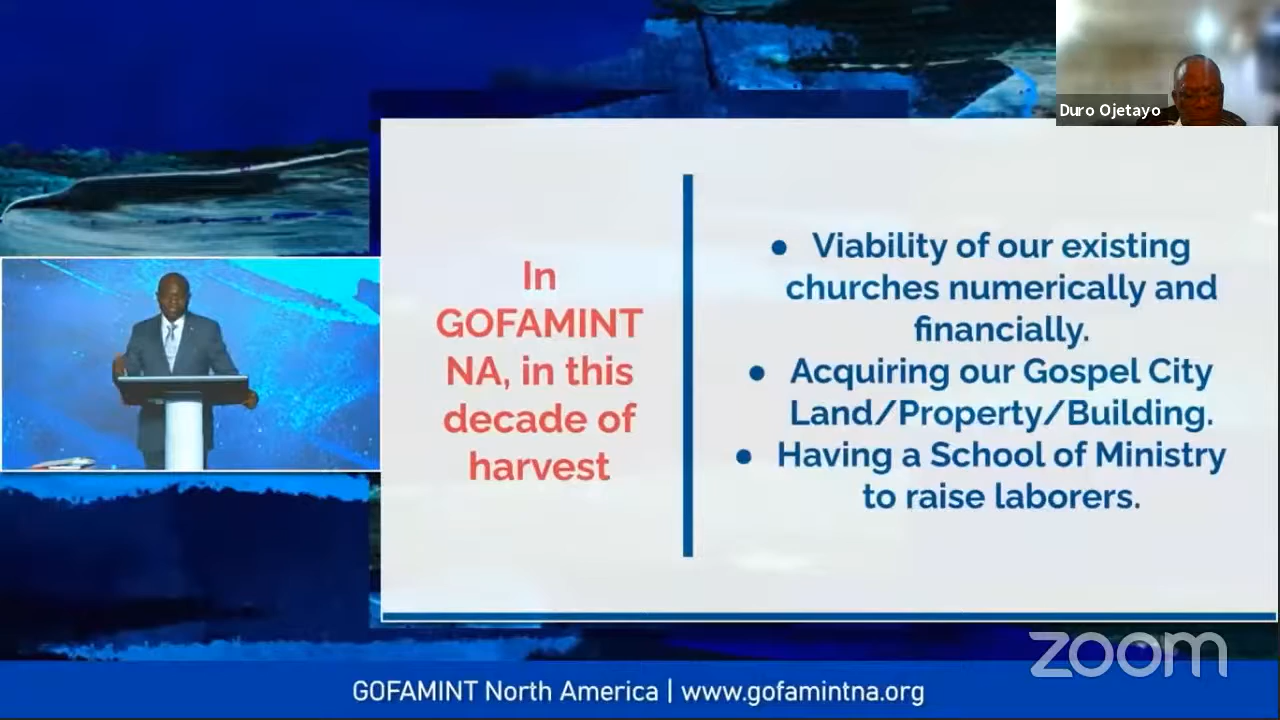 Duro Ojetayo
In
GOFAMINT
NA, in this
decade of
harvest
● Viability of our existing
churches numerically and
financially.
● Acquiring our Gospel City
Land/Property/Building.
● Having a School of Ministry
to raise laborers.
zoom
GOFAMINT North America | www.gofamintna.org